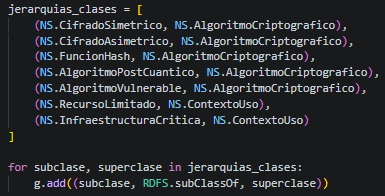 jerarquias_clases = [
    (NS.CifradoSimetrico, NS.AlgoritmoCriptografico),
    (NS.CifradoAsimetrico, NS.AlgoritmoCriptografico),
    (NS.FuncionHash, NS.AlgoritmoCriptografico),
    (NS.AlgoritmoPostCuantico, NS.AlgoritmoCriptografico),
    (NS.AlgoritmoVulnerable, NS.AlgoritmoCriptografico),
    (NS.RecursoLimitado, NS.ContextoUso),
    (NS.InfraestructuraCritica, NS.ContextoUso)
]
for subclase, superclase in jerarquias_clases:
    g.add((subclase, RDFS.subClassOf, superclase))